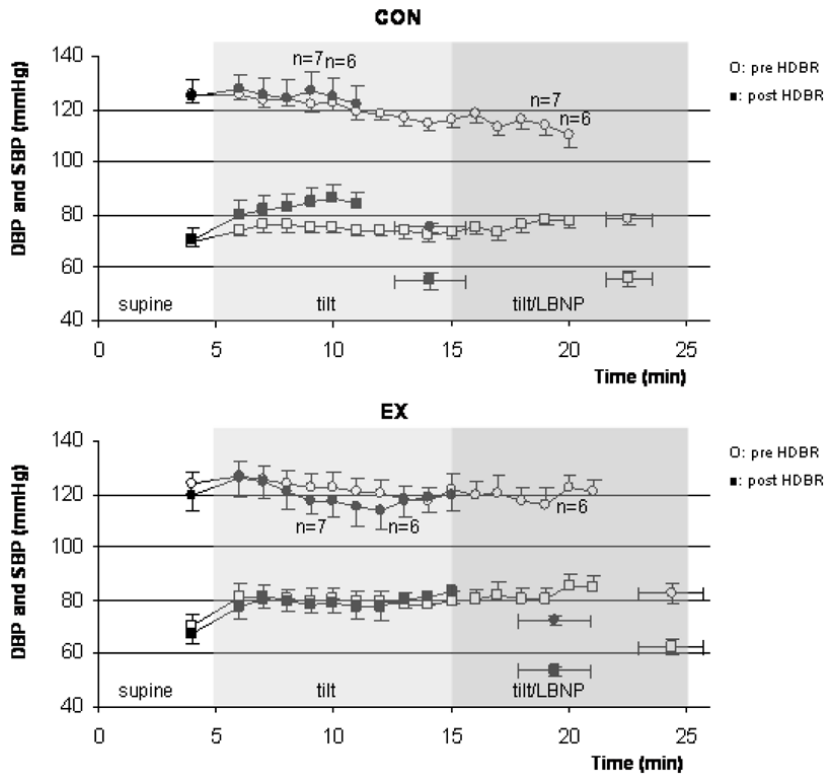 CON
DBP and SBP (mmHg)
140
120
100
80
60
40
n=7
n=6
n=7
n=6
supine
tilt
tilt/LBNP
0 5 10 15 20 25
Time (min)
○: pre HDBR
■: post HDBR
EX
DBP and SBP (mmHg)
140
120
100
80
60
40
n=7
n=6
n=6
supine
tilt
tilt/LBNP
0 5 10 15 20 25
Time (min)
○: pre HDBR
■: post HDBR